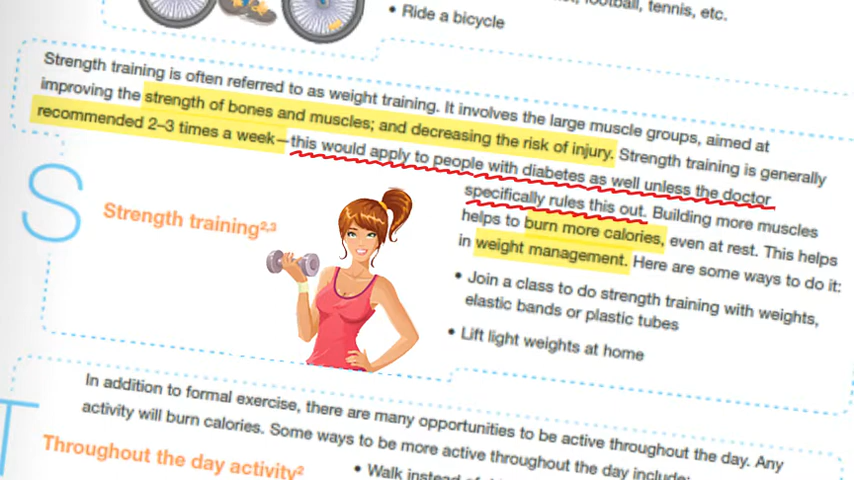 football, tennis, etc.
• Ride a bicycle
Strength training is often referred to as weight training. It involves the large muscle groups, aimed at
improving the strength of bones and muscles; and decreasing the risk of injury. Strength training is generally
recommended 2–3 times a week—this would apply to people with diabetes as well unless the doctor
specifically rules this out. Building more muscles
helps to burn more calories, even at rest. This helps
in weight management. Here are some ways to do it:
S
Strength training2,3
• Join a class to do strength training with weights,
elastic bands or plastic tubes
• Lift light weights at home
In addition to formal exercise, there are many opportunities to be active throughout the day. Any
activity will burn calories. Some ways to be more active throughout the day include:
T
Throughout the day activity2
• Walk instead